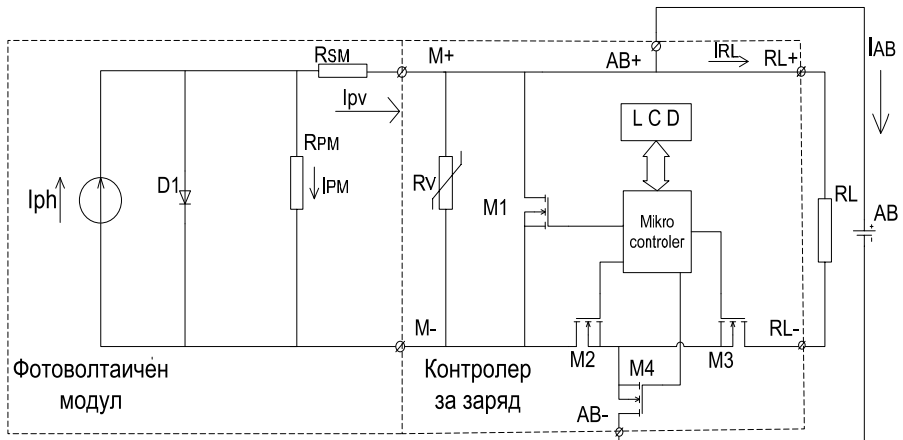 RSM
M+
AB+
IRL
RL+
IAB
Ipv
L C D
RPM
IPM
D1
Iph
RV
M1
Mikro
controler
RL
AB
M-
M2
M4
M3
RL-
Фотоволтаичен
модул
Контролер
за заряд
AB-